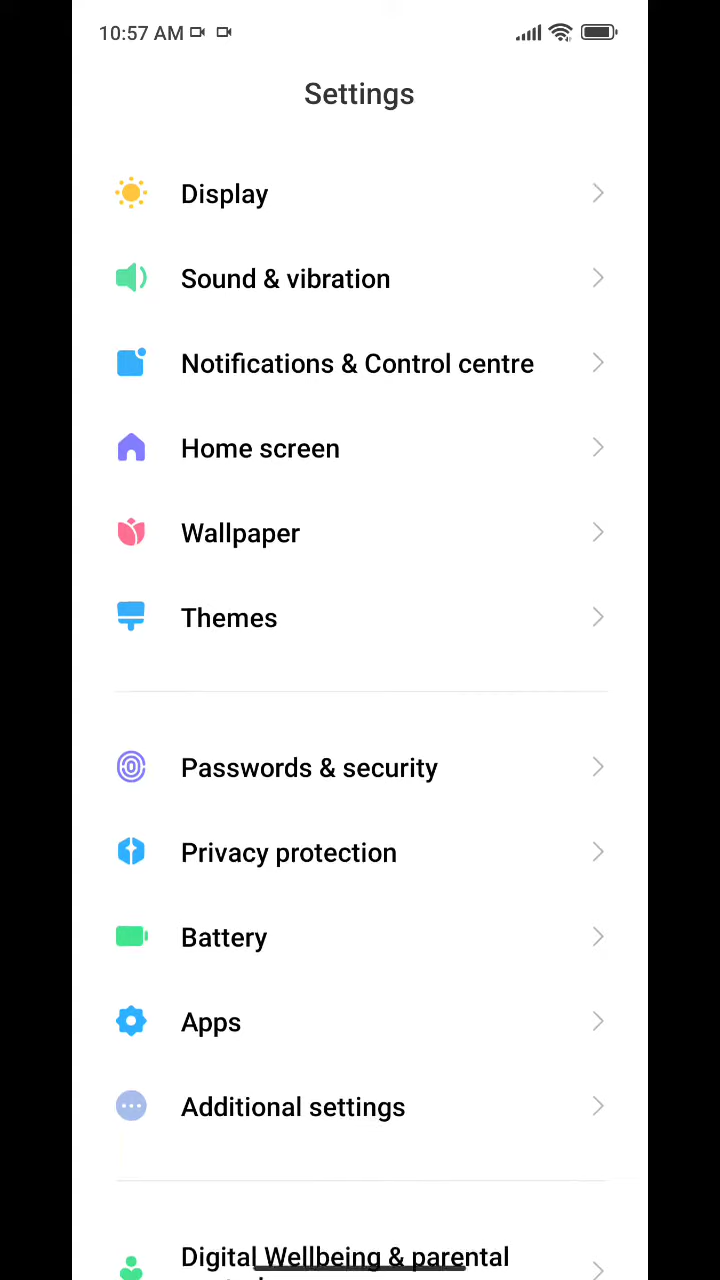 10:57 AM
Settings
Display
Sound & vibration
Notifications & Control centre
Home screen
Wallpaper
Themes
Passwords & security
Privacy protection
Battery
Apps
Additional settings
Digital Wellbeing & parental